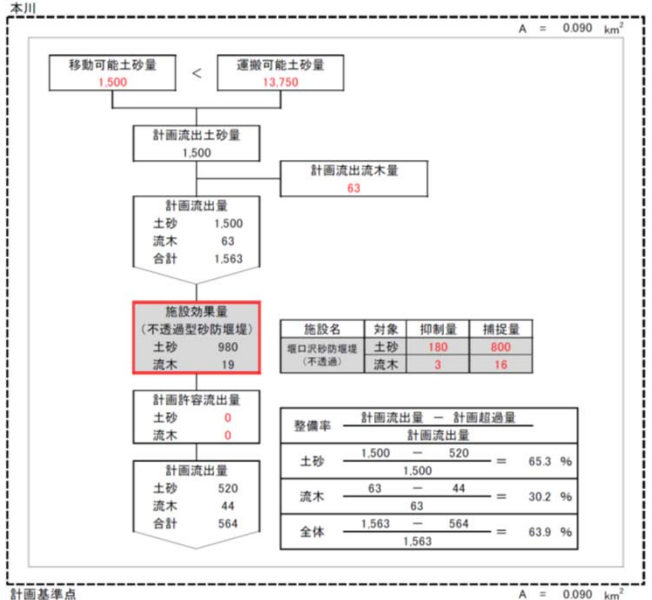 本川
A = 0.090 km2
移動可能土砂量
1,500
<
運搬可能土砂量
13,750
計画流出土砂量
1,500
計画流出流木量
63
計画流出量
土砂 1,500
流木 63
合計 1,563
施設効果量
(不透過型砂防堰堤)
土砂 980
流木 19
施設名 対象 抑制量 捕捉量
堀口沢砂防堰堤
(不透過)
土砂 180 800
流木 3 16
計画許容流出量
土砂 0
流木 0
計画流出量
土砂 520
流木 44
合計 564
整備率 計画流出量 − 計画超過量
計画流出量
土砂 1,500 − 520
1,500
= 65.3 %
流木 63 − 44
63
= 30.2 %
全体 1,563 − 564
1,563
= 63.9 %
計画基準点
A = 0.090 km2